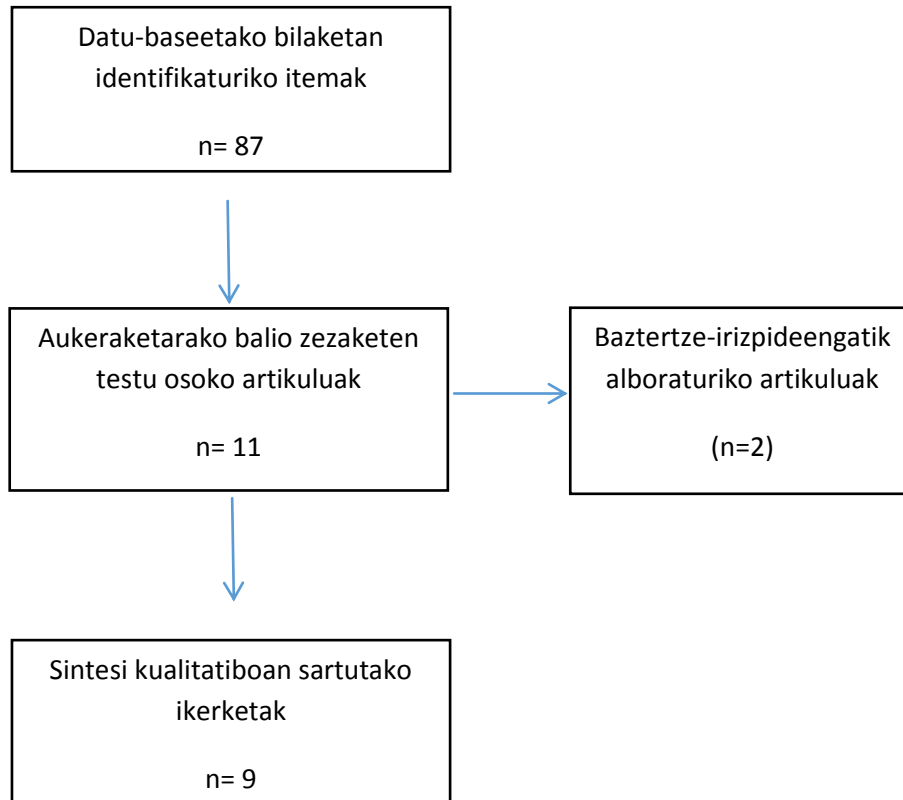 Datu-baseetako bilaketan
identifikaturiko itemak
n= 87
Aukeraketarako balio zezaketen
testu osoko artikuluak
n= 11
Baztertze-irizpideengatik
alboraturiko artikuluak
(n=2)
Sintesi kualitatiboan sartutako
ikerketak
n= 9